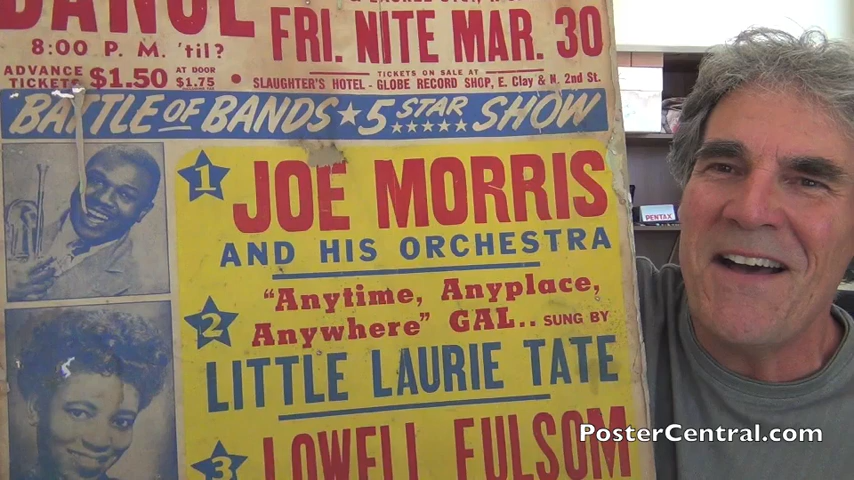 DANCE
FRI. NITE MAR. 30
8:00 P. M. 'til?
ADVANCE TICKETS $1.50 AT DOOR $1.75
TICKETS ON SALE AT
SLAUGHTER'S HOTEL - GLOBE RECORD SHOP, E. Clay & N. 2nd St.
BATTLE OF BANDS ★ 5 STAR SHOW
★★★★★
1 JOE MORRIS
AND HIS ORCHESTRA
2 "Anytime, Anyplace,
Anywhere" GAL.. SUNG BY
LITTLE LAURIE TATE
3 LOWELL FULSOM
PENTAX
PosterCentral.com